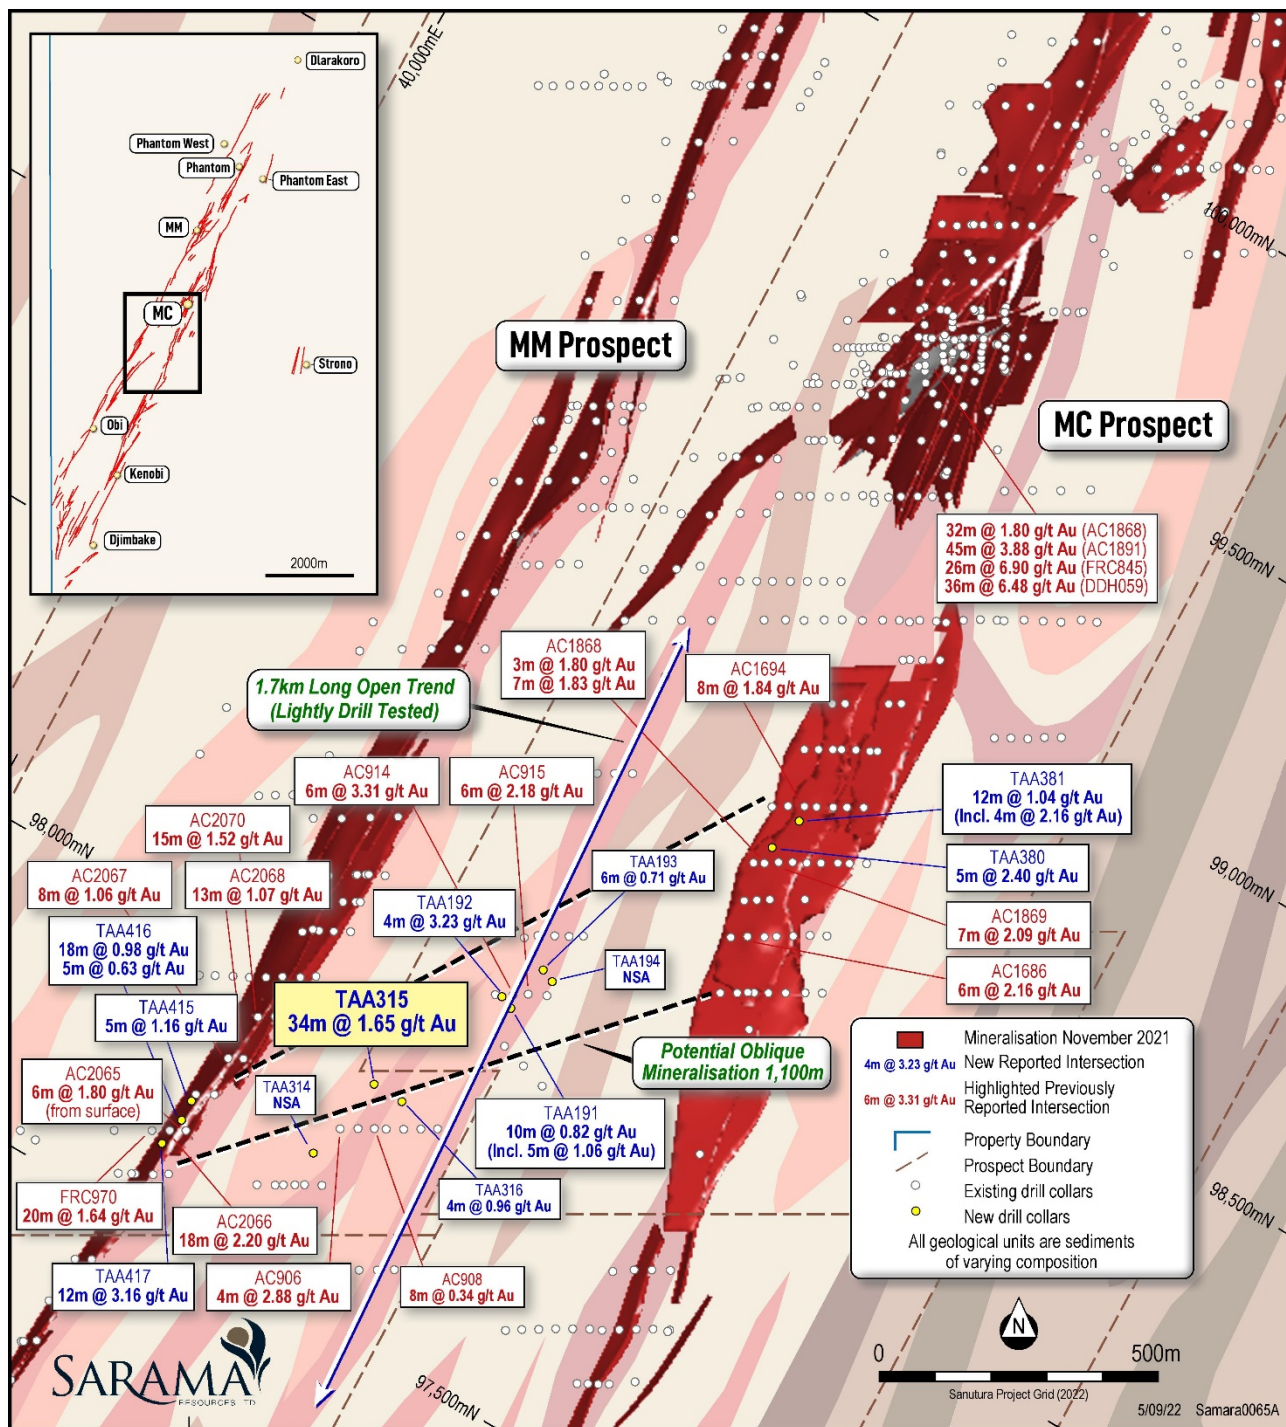 Dlarakoro
Phantom West
Phantom
Phantom East
MM
MC
Strono
Obi
Kenobi
Djimbake
2000m
40,000mE
100,000mN
99,500mN
99,000mN
98,500mN
98,000mN
97,500mN
MM Prospect
MC Prospect
32m @ 1.80 g/t Au (AC1868)
45m @ 3.88 g/t Au (AC1891)
26m @ 6.90 g/t Au (FRC845)
36m @ 6.48 g/t Au (DDH059)
AC1868
3m @ 1.80 g/t Au
7m @ 1.83 g/t Au
AC1694
8m @ 1.84 g/t Au
1.7km Long Open Trend
(Lightly Drill Tested)
AC914
6m @ 3.31 g/t Au
AC915
6m @ 2.18 g/t Au
TAA381
12m @ 1.04 g/t Au
(Incl. 4m @ 2.16 g/t Au)
AC2070
15m @ 1.52 g/t Au
AC2067
8m @ 1.06 g/t Au
AC2068
13m @ 1.07 g/t Au
TAA193
6m @ 0.71 g/t Au
TAA380
5m @ 2.40 g/t Au
TAA192
4m @ 3.23 g/t Au
TAA416
18m @ 0.98 g/t Au
5m @ 0.63 g/t Au
AC1869
7m @ 2.09 g/t Au
TAA194
NSA
AC1686
6m @ 2.16 g/t Au
TAA315
34m @ 1.65 g/t Au
TAA415
5m @ 1.16 g/t Au
Potential Oblique
Mineralisation 1,100m
AC2065
6m @ 1.80 g/t Au
(from surface)
TAA314
NSA
TAA191
10m @ 0.82 g/t Au
(Incl. 5m @ 1.06 g/t Au)
TAA316
4m @ 0.96 g/t Au
FRC970
20m @ 1.64 g/t Au
AC2066
18m @ 2.20 g/t Au
TAA417
12m @ 3.16 g/t Au
AC906
4m @ 2.88 g/t Au
AC908
8m @ 0.34 g/t Au
Mineralisation November 2021
4m @ 3.23 g/t Au New Reported Intersection
6m @ 3.31 g/t Au Highlighted Previously
Reported Intersection
Property Boundary
Prospect Boundary
Existing drill collars
New drill collars
All geological units are sediments
of varying composition
N
0 500m
Sanutura Project Grid (2022)
5/09/22 Samara0065A
SARAMA
RESOURCES LTD